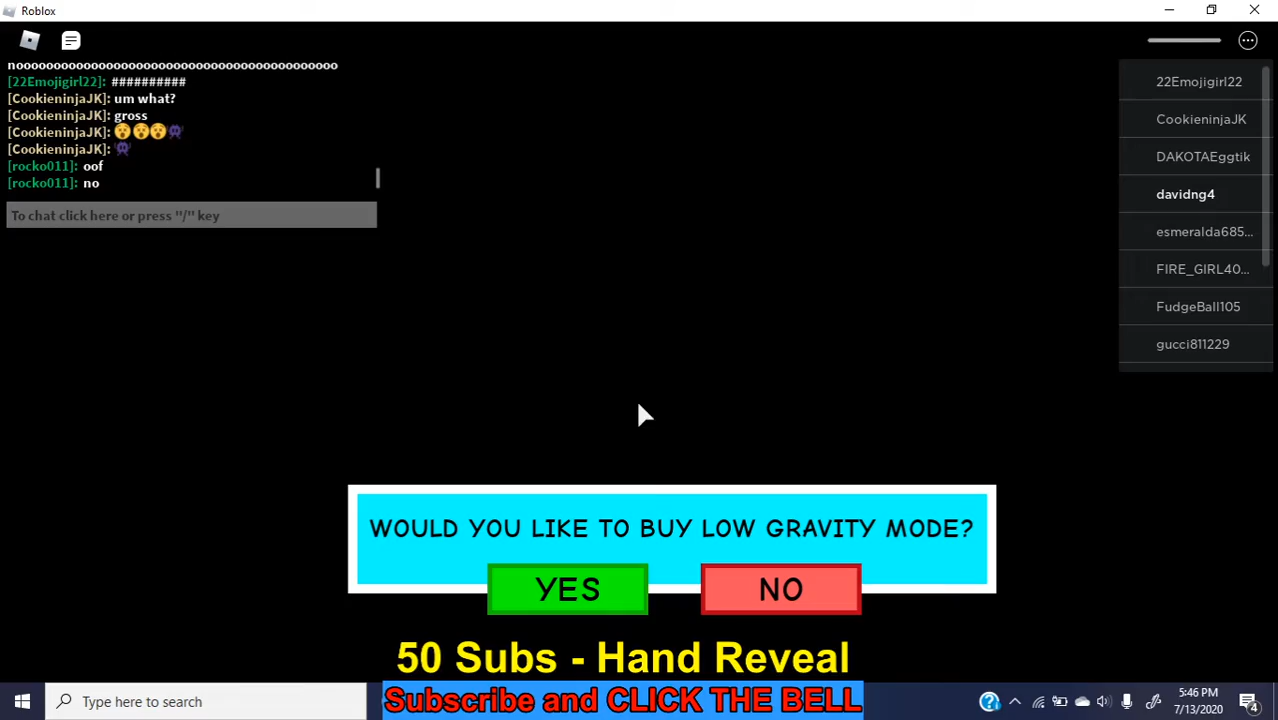 Roblox
nooooooooooooooooooooooooooooooooooooooooooo
[22Emojigirl22]: ##########
[CookieninjaJK]: um what?
[CookieninjaJK]: gross
[CookieninjaJK]: 😵😵😵👾
[CookieninjaJK]: 👾
[rocko011]: oof
[rocko011]: no
To chat click here or press "/" key
22Emojigirl22
CookieninjaJK
DAKOTAEggtik
davidng4
esmeralda685...
FIRE_GIRL40...
FudgeBall105
gucci811229
WOULD YOU LIKE TO BUY LOW GRAVITY MODE?
YES
NO
50 Subs - Hand Reveal
Subscribe and CLICK THE BELL
Type here to search
5:46 PM
7/13/2020
4